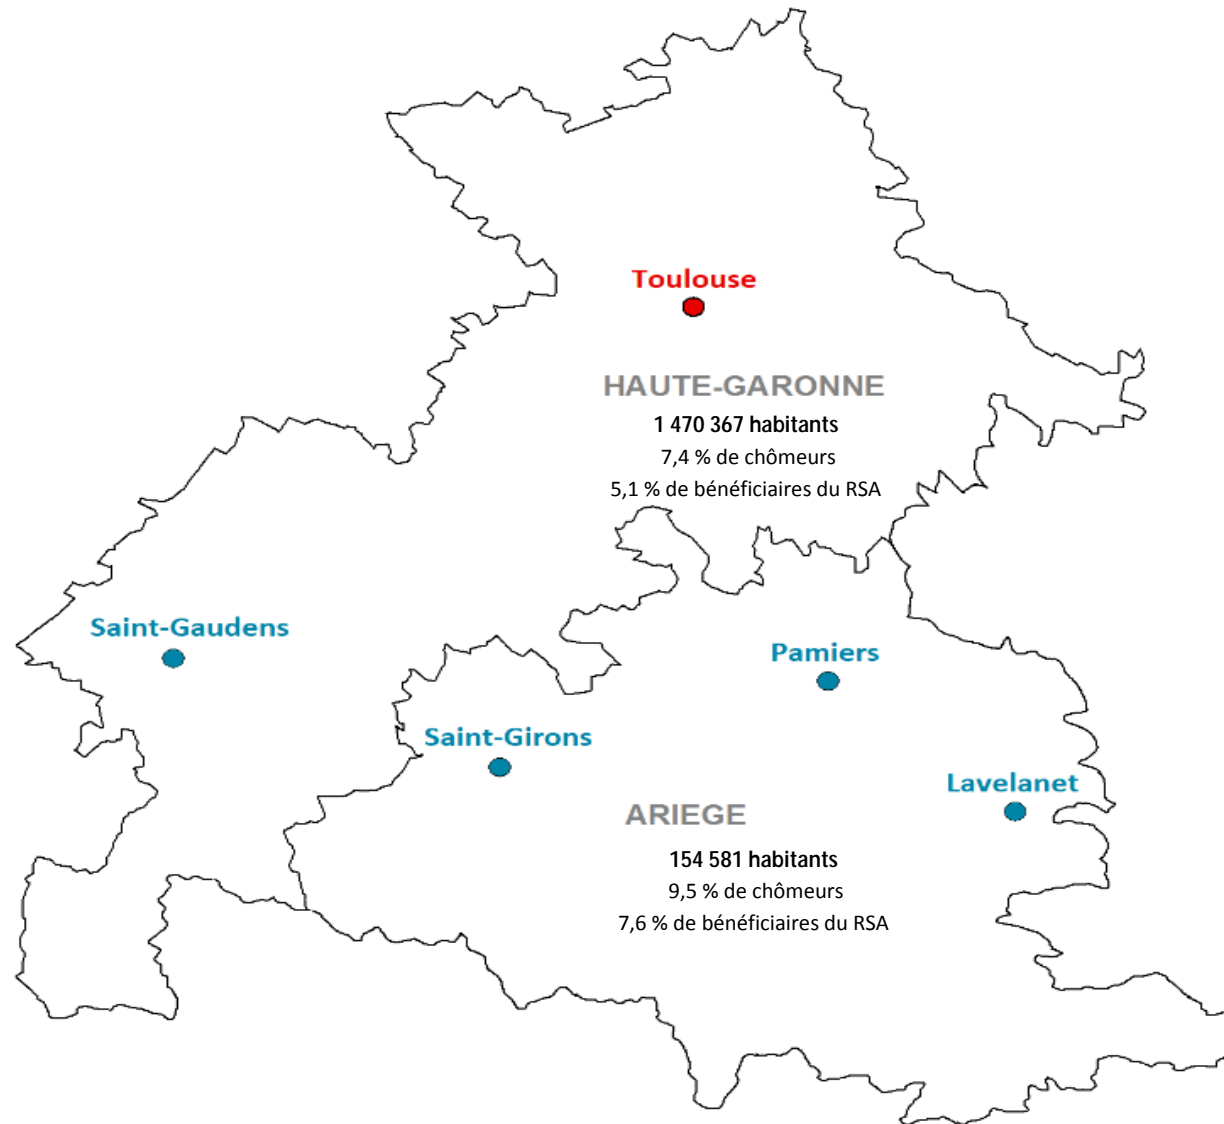 Toulouse
HAUTE-GARONNE
1 470 367 habitants
7,4 % de chômeurs
5,1 % de bénéficiaires du RSA
Saint-Gaudens
Pamiers
Saint-Girons
Lavelanet
ARIEGE
154 581 habitants
9,5 % de chômeurs
7,6 % de bénéficiaires du RSA